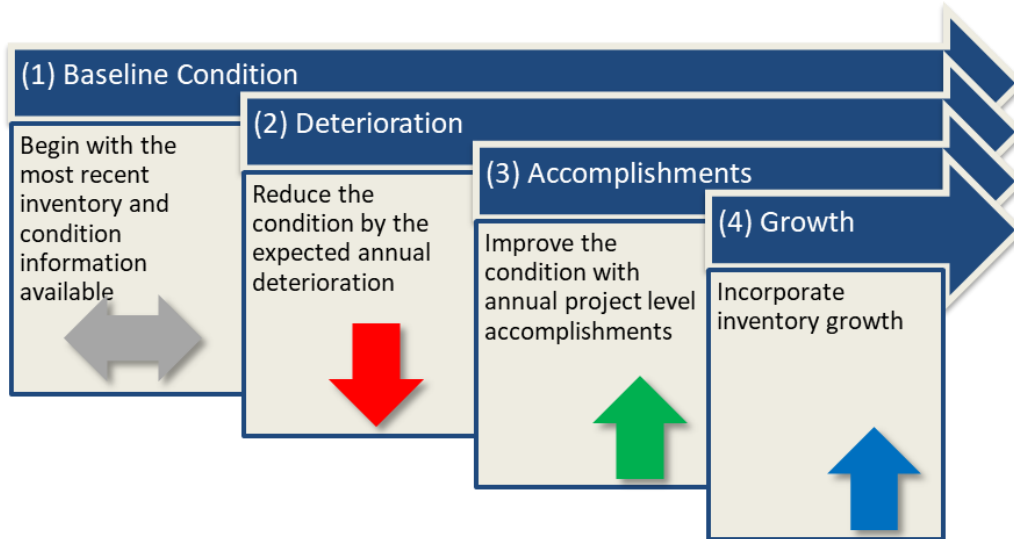 (1) Baseline Condition
Begin with the
most recent
inventory and
condition
information
available
(2) Deterioration
Reduce the
condition by the
expected annual
deterioration
(3) Accomplishments
Improve the
condition with
annual project level
accomplishments
(4) Growth
Incorporate
inventory growth